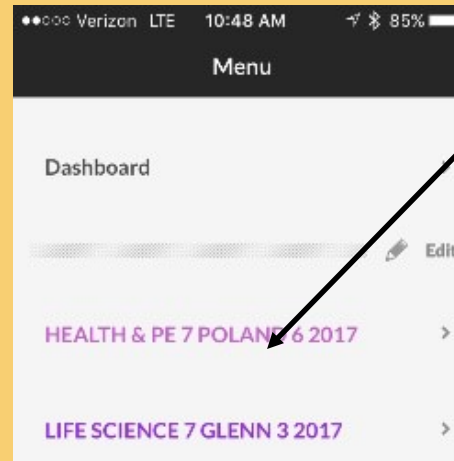 Verizon LTE 10:48 AM 85%
Menu
Dashboard
Edit
HEALTH & PE 7 POLAND 6 2017
LIFE SCIENCE 7 GLENN 3 2017